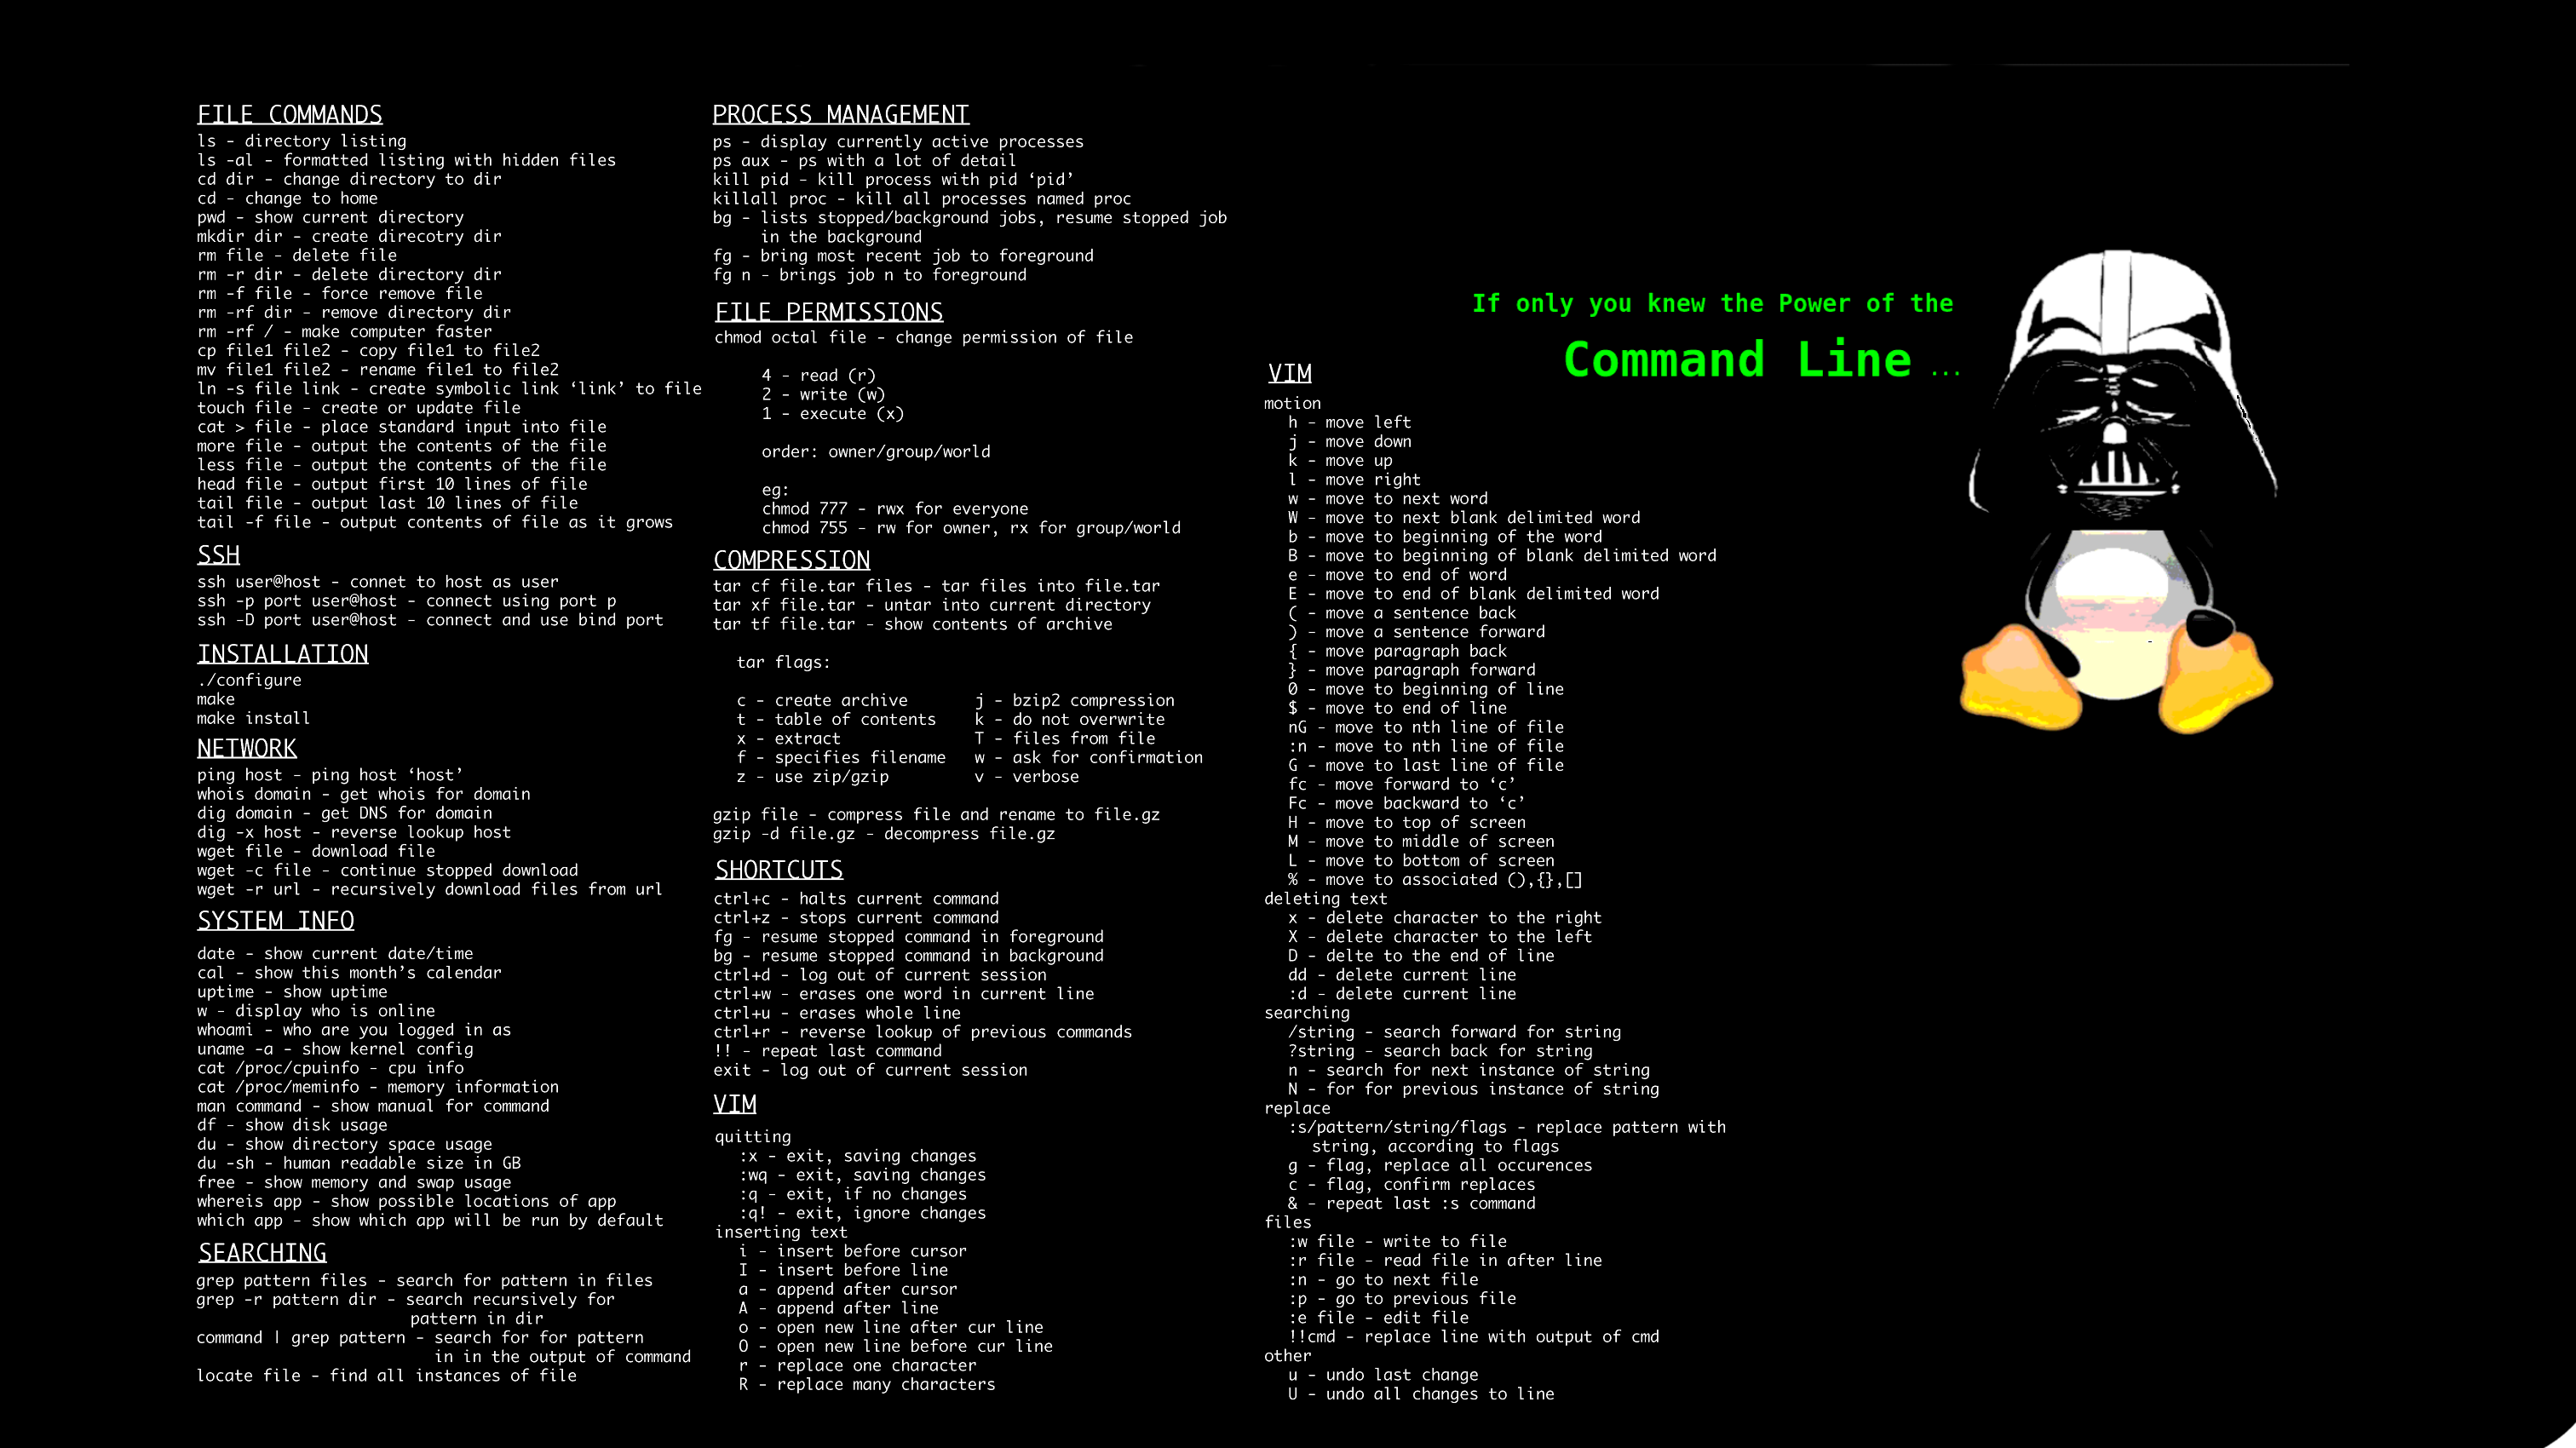 FILE COMMANDS
ls - directory listing
ls -al - formatted listing with hidden files
cd dir - change directory to dir
cd - change to home
pwd - show current directory
mkdir dir - create direcotry dir
rm file - delete file
rm -r dir - delete directory dir
rm -f file - force remove file
rm -rf dir - remove directory dir
rm -rf / - make computer faster
cp file1 file2 - copy file1 to file2
mv file1 file2 - rename file1 to file2
ln -s file link - create symbolic link ‘link’ to file
touch file - create or update file
cat > file - place standard input into file
more file - output the contents of the file
less file - output the contents of the file
head file - output first 10 lines of file
tail file - output last 10 lines of file
tail -f file - output contents of file as it grows
SSH
ssh user@host - connet to host as user
ssh -p port user@host - connect using port p
ssh -D port user@host - connect and use bind port
INSTALLATION
./configure
make
make install
NETWORK
ping host - ping host ‘host’
whois domain - get whois for domain
dig domain - get DNS for domain
dig -x host - reverse lookup host
wget file - download file
wget -c file - continue stopped download
wget -r url - recursively download files from url
SYSTEM INFO
date - show current date/time
cal - show this month’s calendar
uptime - show uptime
w - display who is online
whoami - who are you logged in as
uname -a - show kernel config
cat /proc/cpuinfo - cpu info
cat /proc/meminfo - memory information
man command - show manual for command
df - show disk usage
du - show directory space usage
du -sh - human readable size in GB
free - show memory and swap usage
whereis app - show possible locations of app
which app - show which app will be run by default
SEARCHING
grep pattern files - search for pattern in files
grep -r pattern dir - search recursively for
pattern in dir
command | grep pattern - search for for pattern
in in the output of command
locate file - find all instances of file
PROCESS MANAGEMENT
ps - display currently active processes
ps aux - ps with a lot of detail
kill pid - kill process with pid ‘pid’
killall proc - kill all processes named proc
bg - lists stopped/background jobs, resume stopped job
in the background
fg - bring most recent job to foreground
fg n - brings job n to foreground
FILE PERMISSIONS
chmod octal file - change permission of file
4 - read (r)
2 - write (w)
1 - execute (x)
order: owner/group/world
eg:
chmod 777 - rwx for everyone
chmod 755 - rw for owner, rx for group/world
COMPRESSION
tar cf file.tar files - tar files into file.tar
tar xf file.tar - untar into current directory
tar tf file.tar - show contents of archive
tar flags:
c - create archive j - bzip2 compression
t - table of contents k - do not overwrite
x - extract T - files from file
f - specifies filename w - ask for confirmation
z - use zip/gzip v - verbose
gzip file - compress file and rename to file.gz
gzip -d file.gz - decompress file.gz
SHORTCUTS
ctrl+c - halts current command
ctrl+z - stops current command
fg - resume stopped command in foreground
bg - resume stopped command in background
ctrl+d - log out of current session
ctrl+w - erases one word in current line
ctrl+u - erases whole line
ctrl+r - reverse lookup of previous commands
!! - repeat last command
exit - log out of current session
VIM
quitting
:x - exit, saving changes
:wq - exit, saving changes
:q - exit, if no changes
:q! - exit, ignore changes
inserting text
i - insert before cursor
I - insert before line
a - append after cursor
A - append after line
o - open new line after cur line
O - open new line before cur line
r - replace one character
R - replace many characters
If only you knew the Power of the
Command Line ...
VIM
motion
h - move left
j - move down
k - move up
l - move right
w - move to next word
W - move to next blank delimited word
b - move to beginning of the word
B - move to beginning of blank delimited word
e - move to end of word
E - move to end of blank delimited word
( - move a sentence back
) - move a sentence forward
{ - move paragraph back
} - move paragraph forward
0 - move to beginning of line
$ - move to end of line
nG - move to nth line of file
:n - move to nth line of file
G - move to last line of file
fc - move forward to ‘c’
Fc - move backward to ‘c’
H - move to top of screen
M - move to middle of screen
L - move to bottom of screen
% - move to associated (),{},[]
deleting text
x - delete character to the right
X - delete character to the left
D - delte to the end of line
dd - delete current line
:d - delete current line
searching
/string - search forward for string
?string - search back for string
n - search for next instance of string
N - for for previous instance of string
replace
:s/pattern/string/flags - replace pattern with
string, according to flags
g - flag, replace all occurences
c - flag, confirm replaces
& - repeat last :s command
files
:w file - write to file
:r file - read file in after line
:n - go to next file
:p - go to previous file
:e file - edit file
!!cmd - replace line with output of cmd
other
u - undo last change
U - undo all changes to line